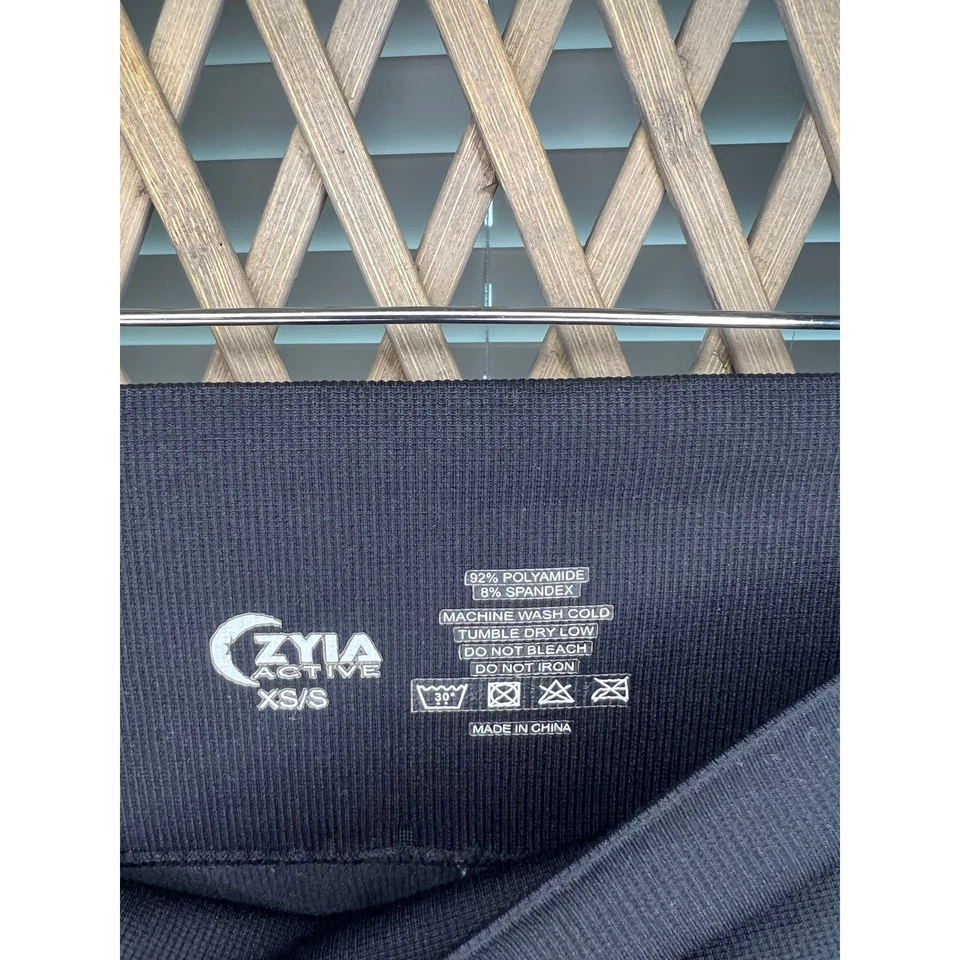 ZYIA
ACTIVE
XS/S
92% POLYAMIDE
8% SPANDEX
MACHINE WASH COLD
TUMBLE DRY LOW
DO NOT BLEACH
DO NOT IRON
30°
MADE IN CHINA